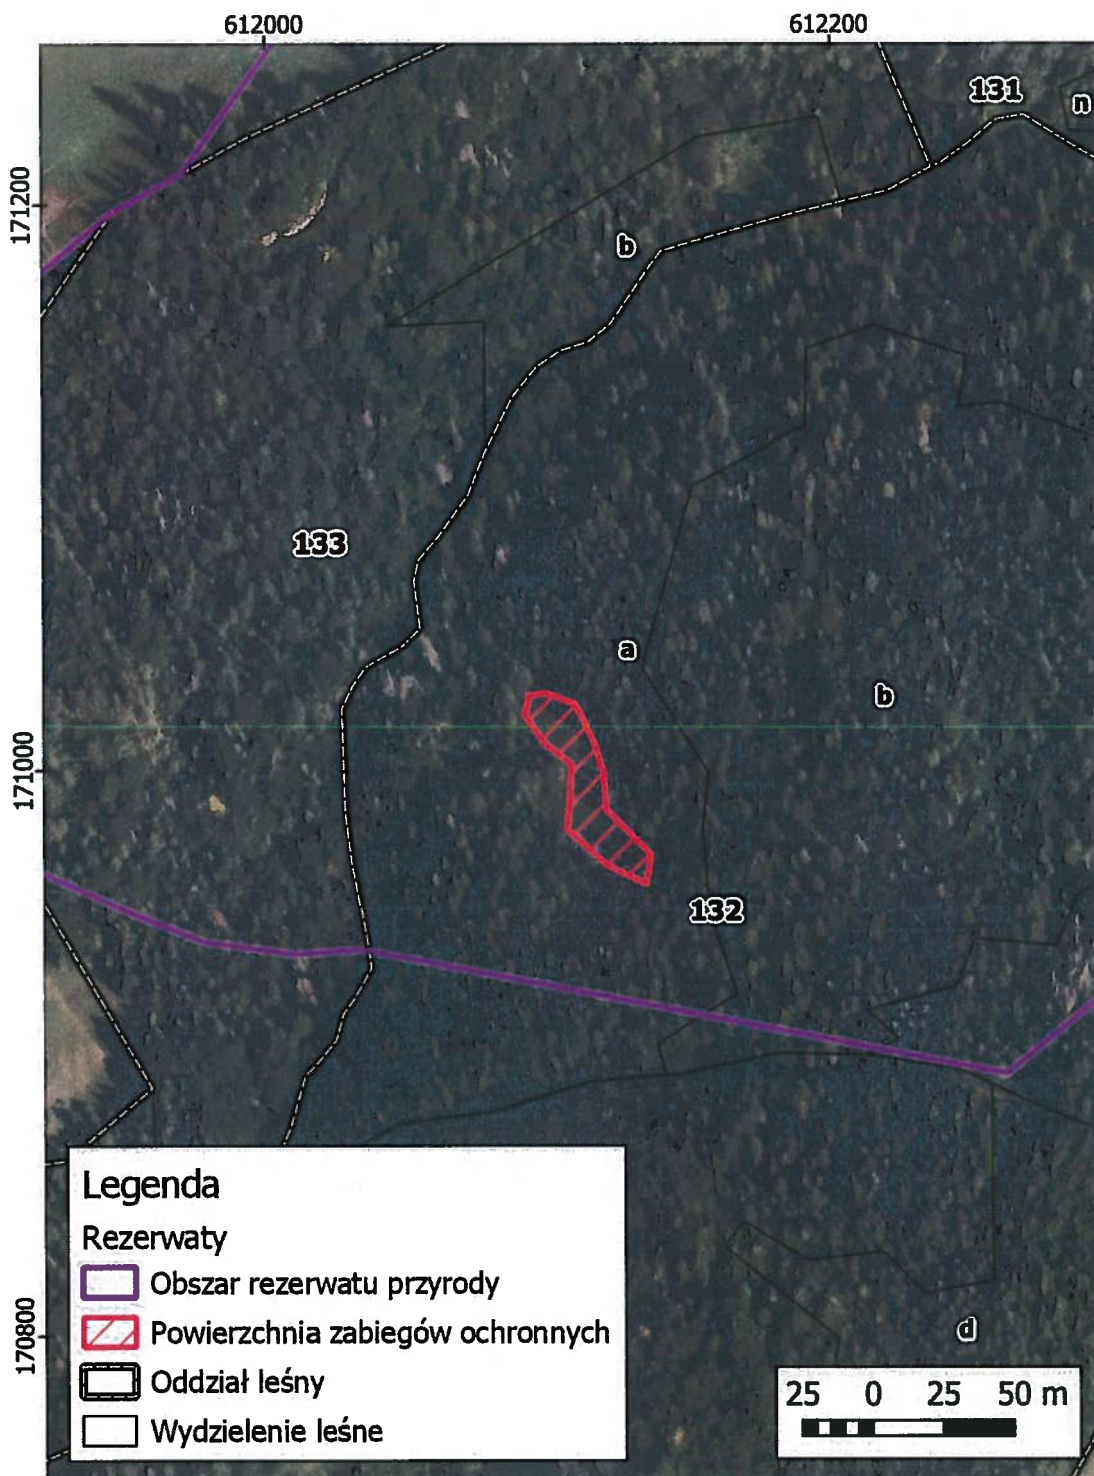 612000 612200
131
n
171200
b
133
a
b
171000
132
Legenda
Rezerwaty
Obszar rezerwatu przyrody
Powierzchnia zabiegów ochronnych
Oddział leśny
Wydzielenie leśne
170800
d
25 0 25 50 m